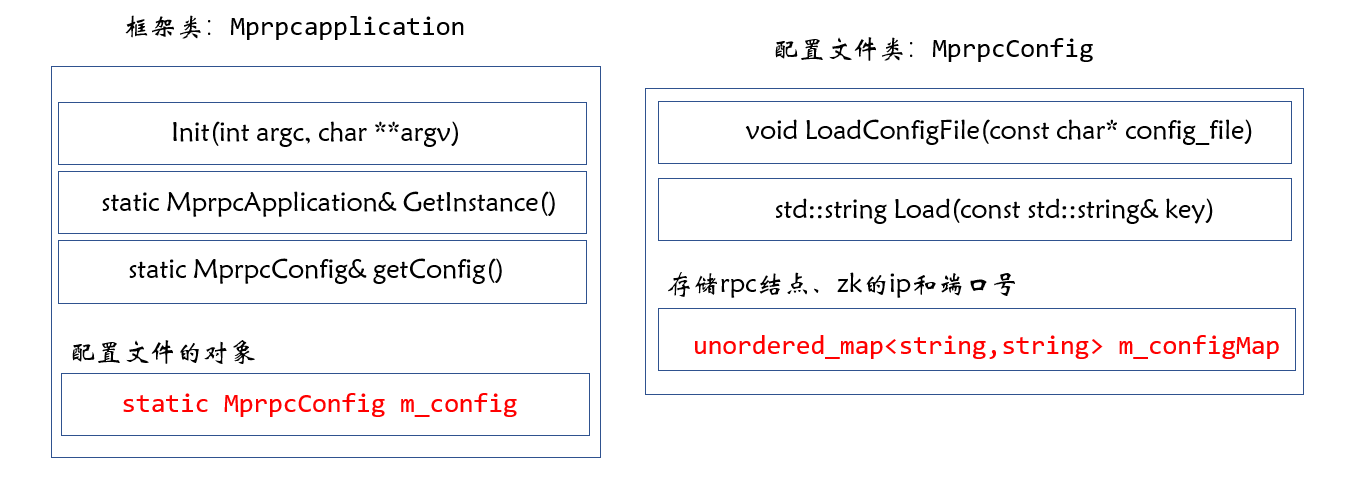 框架类：Mprpcapplication
Init(int argc, char **argv)
static MprpcApplication& GetInstance()
static MprpcConfig& getConfig()
配置文件的对象
static MprpcConfig m_config
配置文件类：MprpcConfig
void LoadConfigFile(const char* config_file)
std::string Load(const std::string& key)
存储rpc结点、zk的ip和端口号
unordered_map<string,string> m_configMap